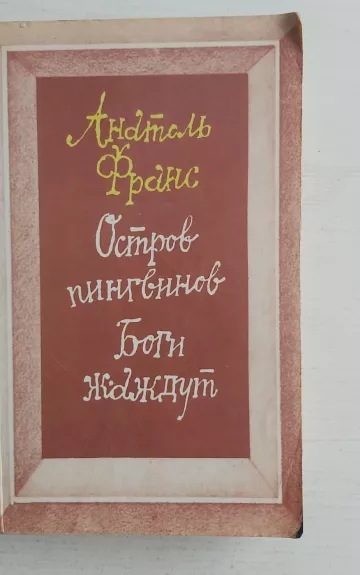 Анатоль
Франс
Остров
пингвинов
Боги
жаждут